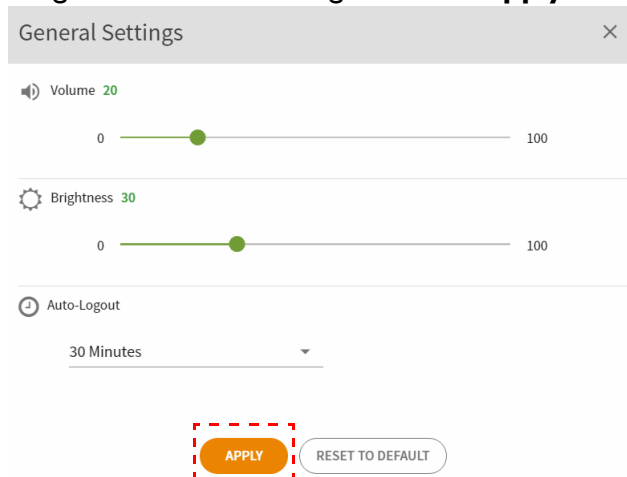 General Settings
Volume 20
0 100
Brightness 30
0 100
Auto-Logout
30 Minutes
APPLY RESET TO DEFAULT